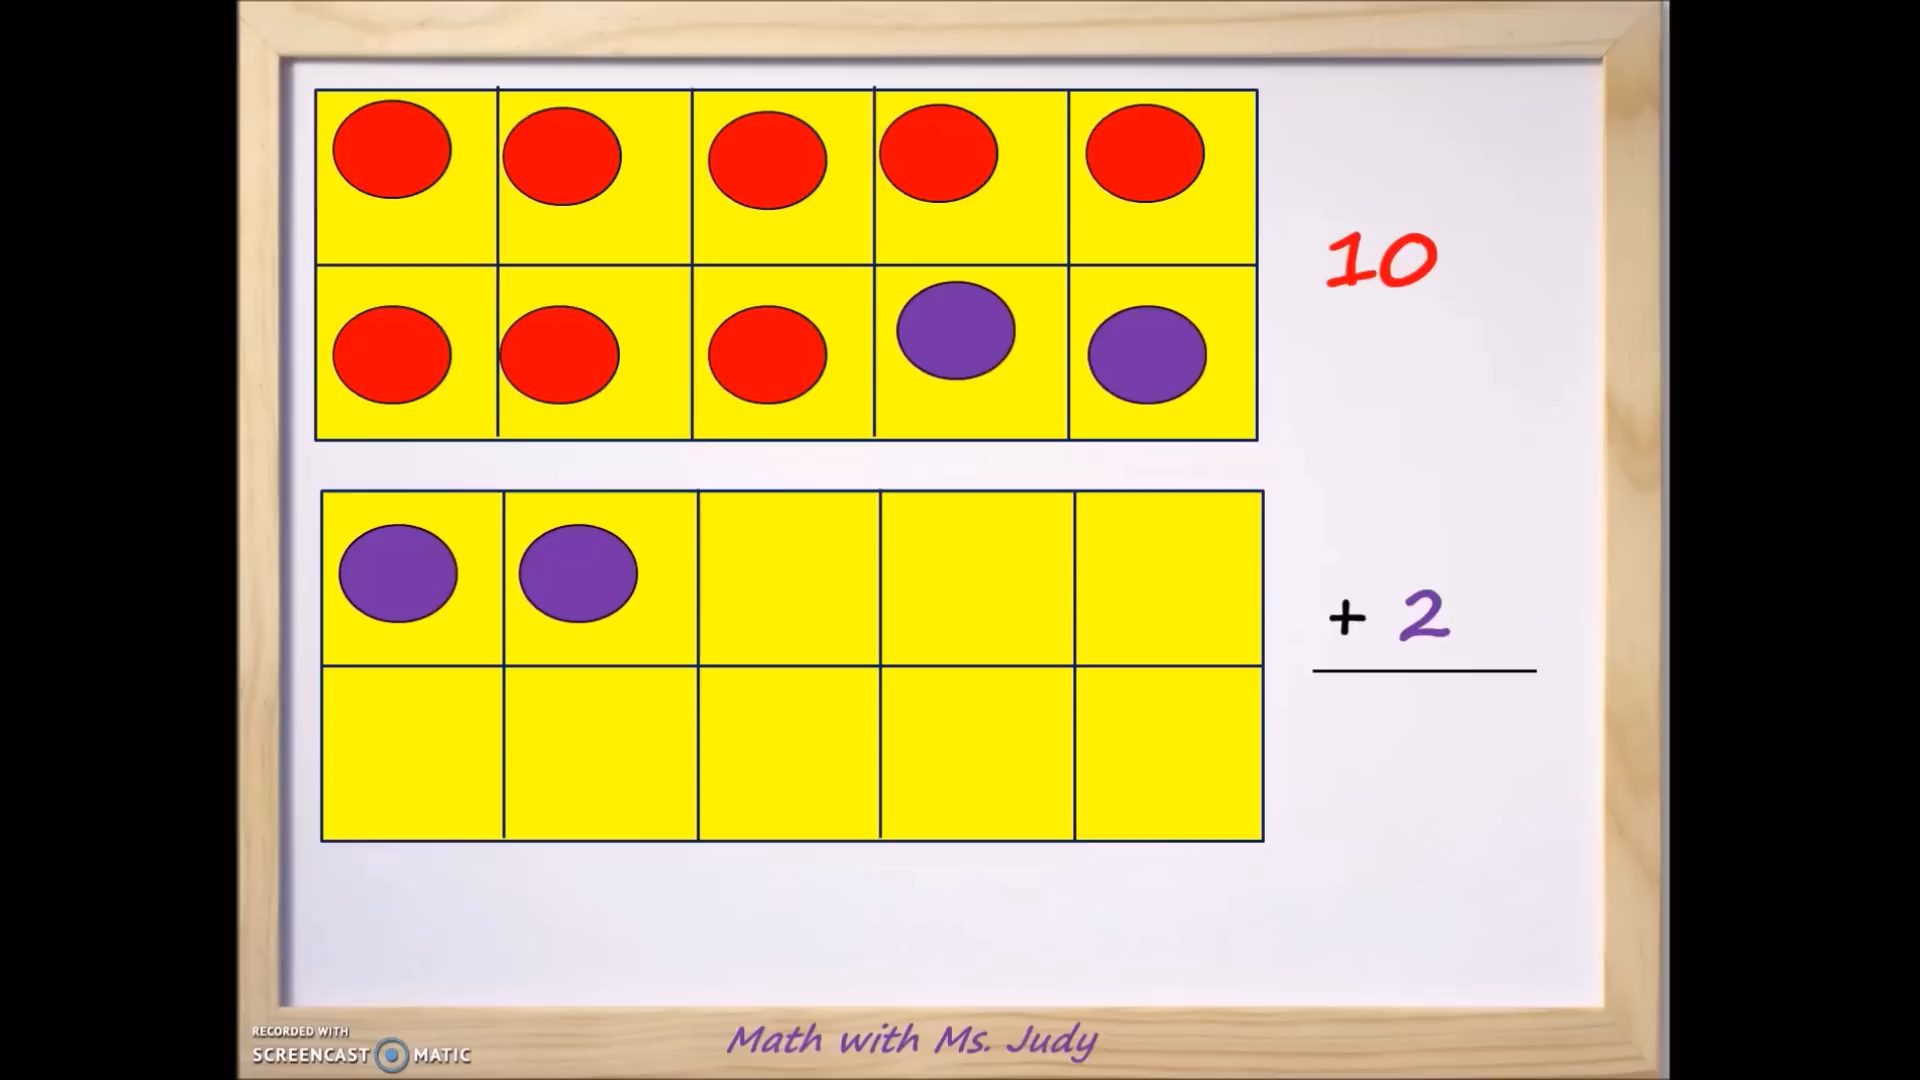 10
+ 2
Math with Ms. Judy
RECORDED WITH
SCREENCAST MATIC